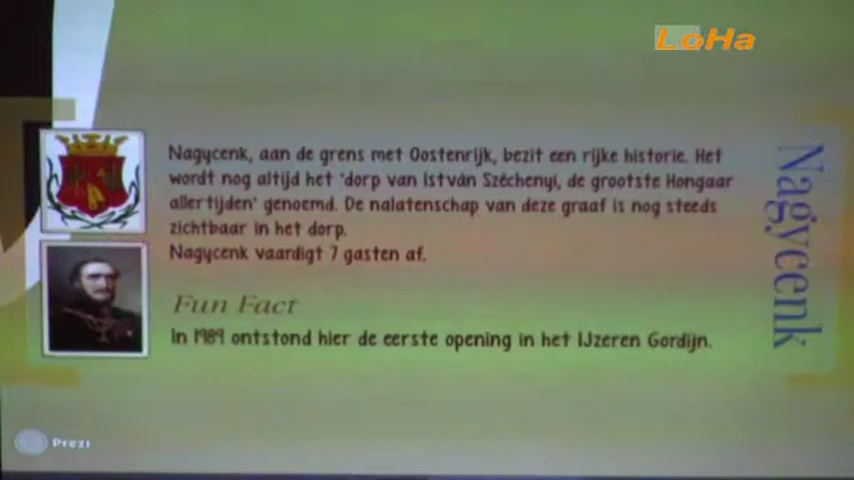 LoHa
Nagycenk, aan de grens met Oostenrijk, bezit een rijke historie. Het
wordt nog altijd het 'dorp van István Széchenyi, de grootste Hongaar
allertijden' genoemd. De nalatenschap van deze graaf is nog steeds
zichtbaar in het dorp.
Nagycenk vaardigt 7 gasten af.
Fun Fact
In 1989 ontstond hier de eerste opening in het IJzeren Gordijn.
Nagycenk
Prezi